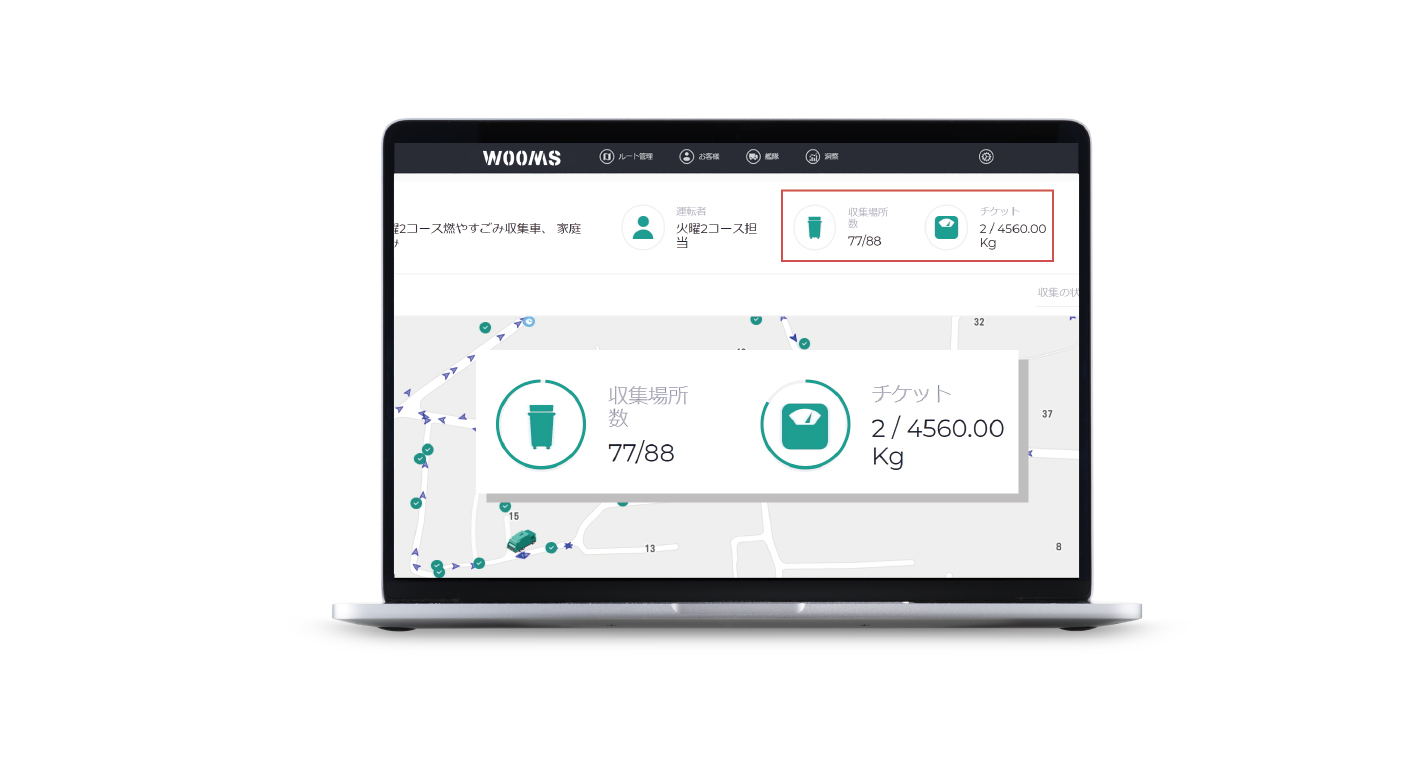 WOOMS
ルート管理
お客様
艦隊
洞察
曜2コース燃やすごみ収集車、 家庭
運転者
火曜2コース担
当
収集場所
数
77/88
チケット
2 / 4560.00
Kg
収集の状
32
収集場所
数
77/88
チケット
2 / 4560.00
Kg
37
15
13
8